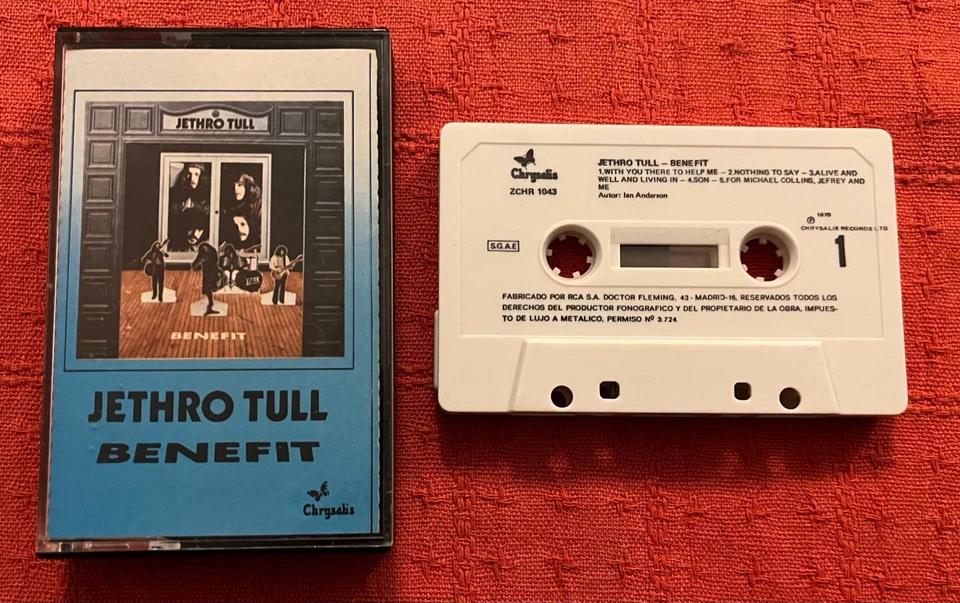 JETHRO TULL
BENEFIT
JETHRO TULL
BENEFIT
Chrysalis
Chrysalis
ZCHR 1043
JETHRO TULL – BENEFIT
1.WITH YOU THERE TO HELP ME – 2.NOTHING TO SAY – 3.ALIVE AND
WELL AND LIVING IN – 4.SON – 5.FOR MICHAEL COLLINS, JEFREY AND
ME
Autor: Ian Anderson
℗ 1970
CHRYSALIS RECORDS LTD
1
S.G.A.E
FABRICADO POR RCA S.A. DOCTOR FLEMING, 43 - MADRID-16, RESERVADOS TODOS LOS
DERECHOS DEL PRODUCTOR FONOGRAFICO Y DEL PROPIETARIO DE LA OBRA, IMPUES-
TO DE LUJO A METALICO, PERMISO Nº 3.724.